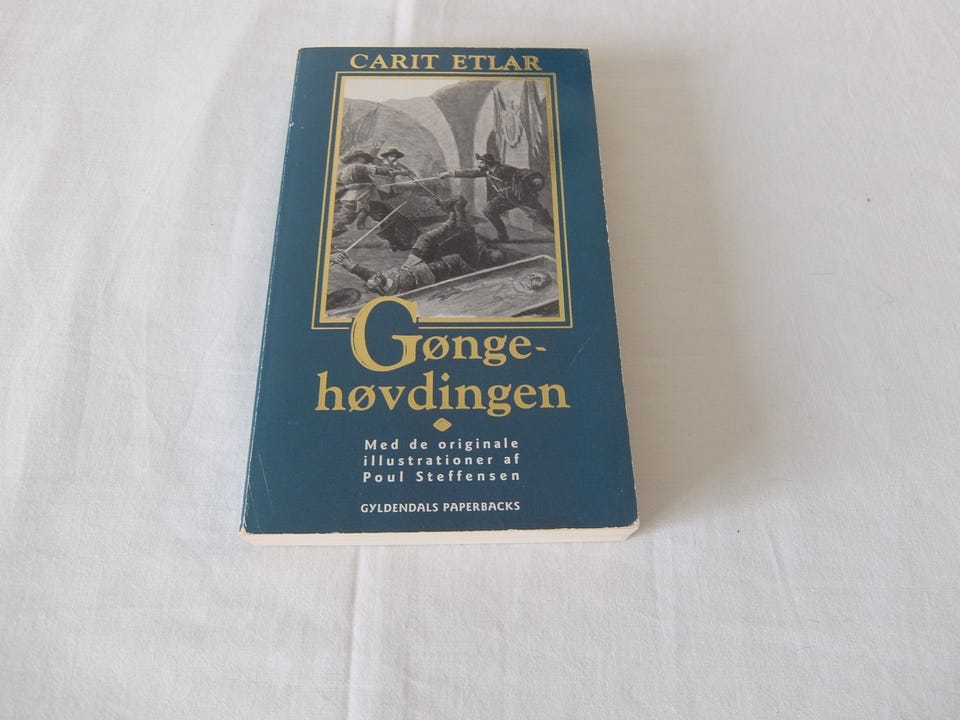 CARIT ETLAR
Gønge-
høvdingen
Med de originale
illustrationer af
Poul Steffensen
GYLDENDALS PAPERBACKS